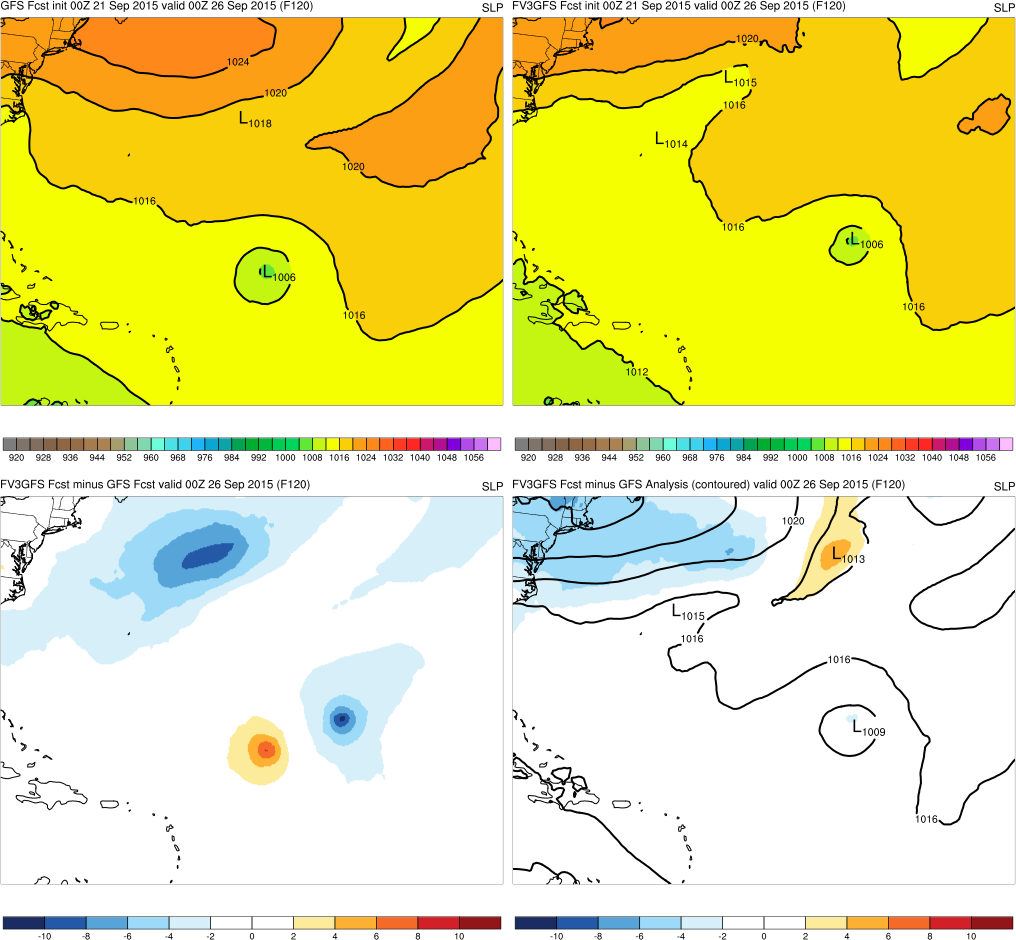 GFS Fcst init 00Z 21 Sep 2015 valid 00Z 26 Sep 2015 (F120) SLP
1024
1020
L1018
1020
1016
L1006
1016
920 936 952 968 984 1000 1016 1032 1048
928 944 960 976 992 1008 1024 1040 1056
FV3GFS Fcst init 00Z 21 Sep 2015 valid 00Z 26 Sep 2015 (F120) SLP
1020
L1015
1016
L1014
1016
L1006
1016
1012
920 936 952 968 984 1000 1016 1032 1048
928 944 960 976 992 1008 1024 1040 1056
FV3GFS Fcst minus GFS Fcst valid 00Z 26 Sep 2015 (F120) SLP
-10 -8 -6 -4 -2 0 2 4 6 8 10
FV3GFS Fcst minus GFS Analysis (contoured) valid 00Z 26 Sep 2015 (F120) SLP
1020
L1013
L1015
1016
1016
L1009
1016
-10 -8 -6 -4 -2 0 2 4 6 8 10